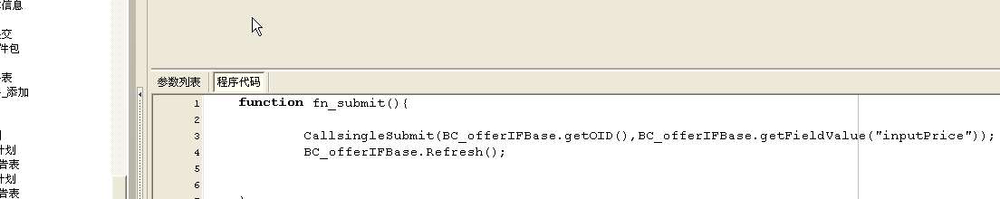 信息
交
件包
表
_添加
计划
告表
计划
告表
参数列表 程序代码
1 function fn_submit(){
2
3 CallsingleSubmit(BC_offerIFBase.getOID(),BC_offerIFBase.getFieldValue("inputPrice"));
4 BC_offerIFBase.Refresh();
5
6